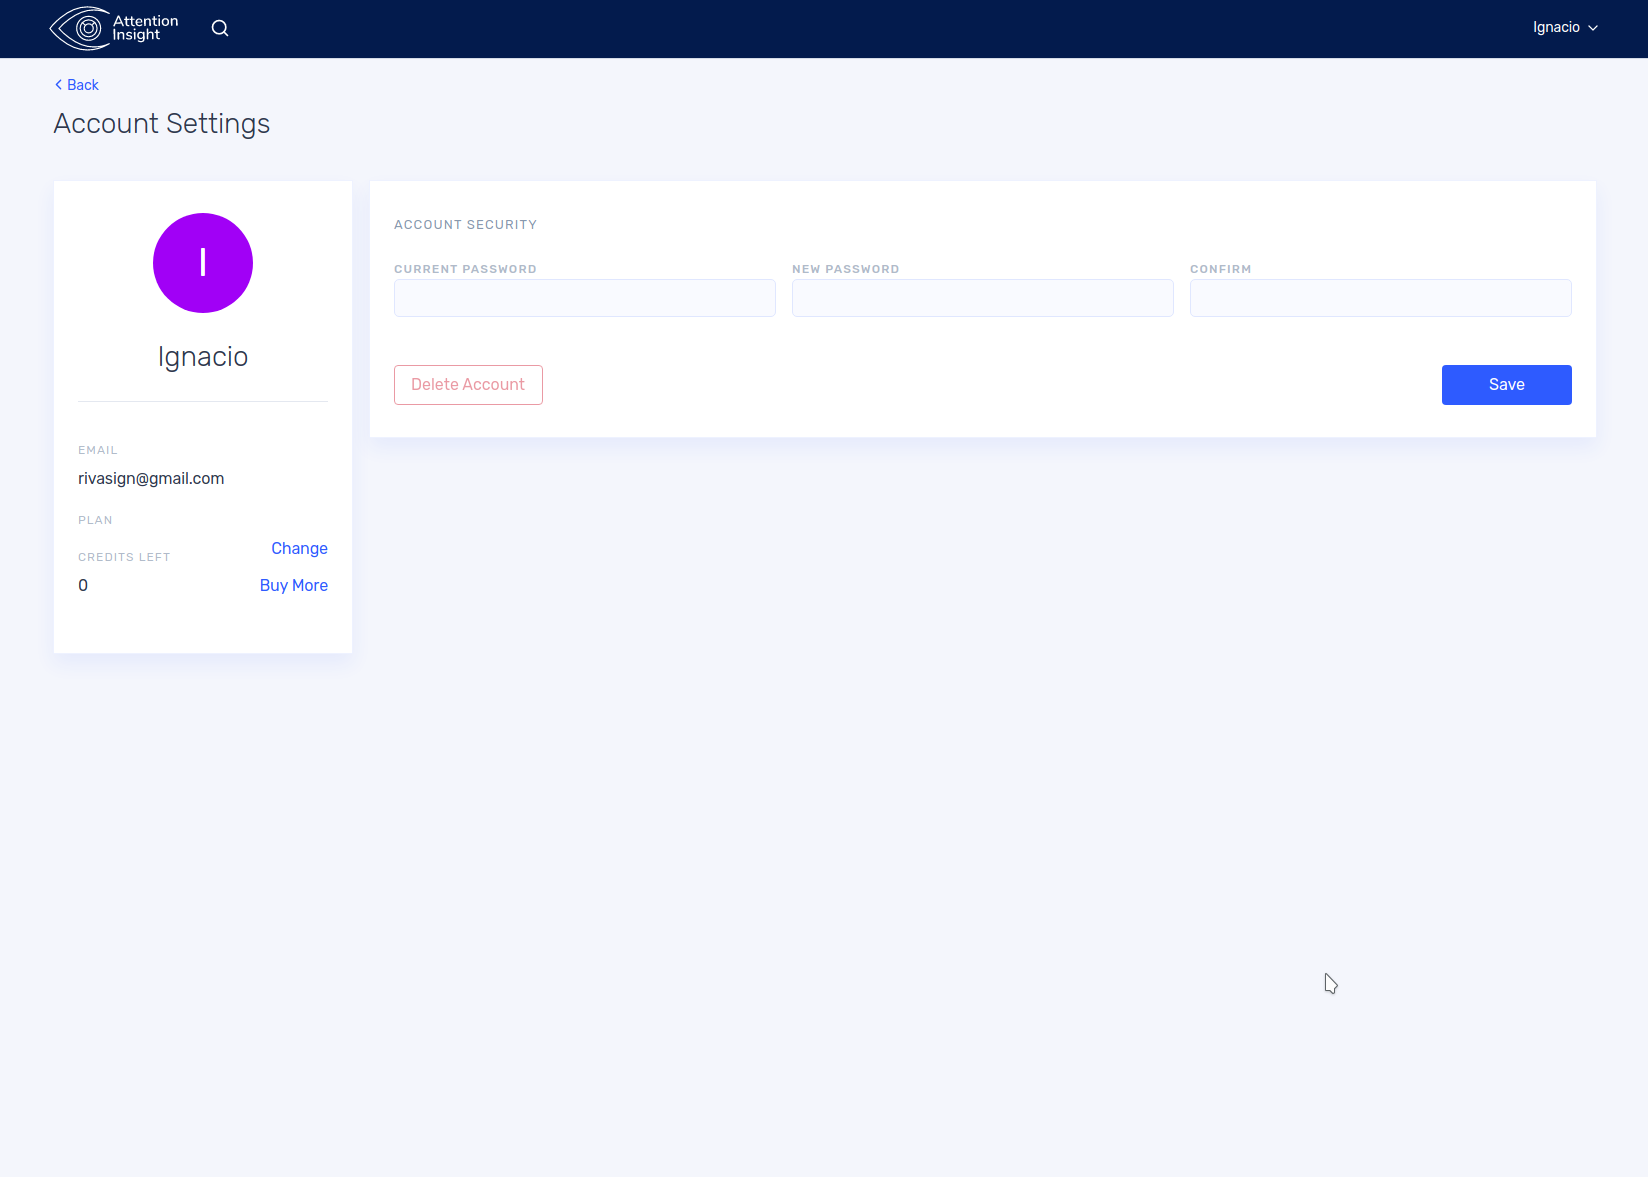 Attention
Insight
Ignacio
Back
Account Settings
I
Ignacio
EMAIL
rivasign@gmail.com
PLAN
Change
CREDITS LEFT
0
Buy More
ACCOUNT SECURITY
CURRENT PASSWORD
NEW PASSWORD
CONFIRM
Delete Account
Save